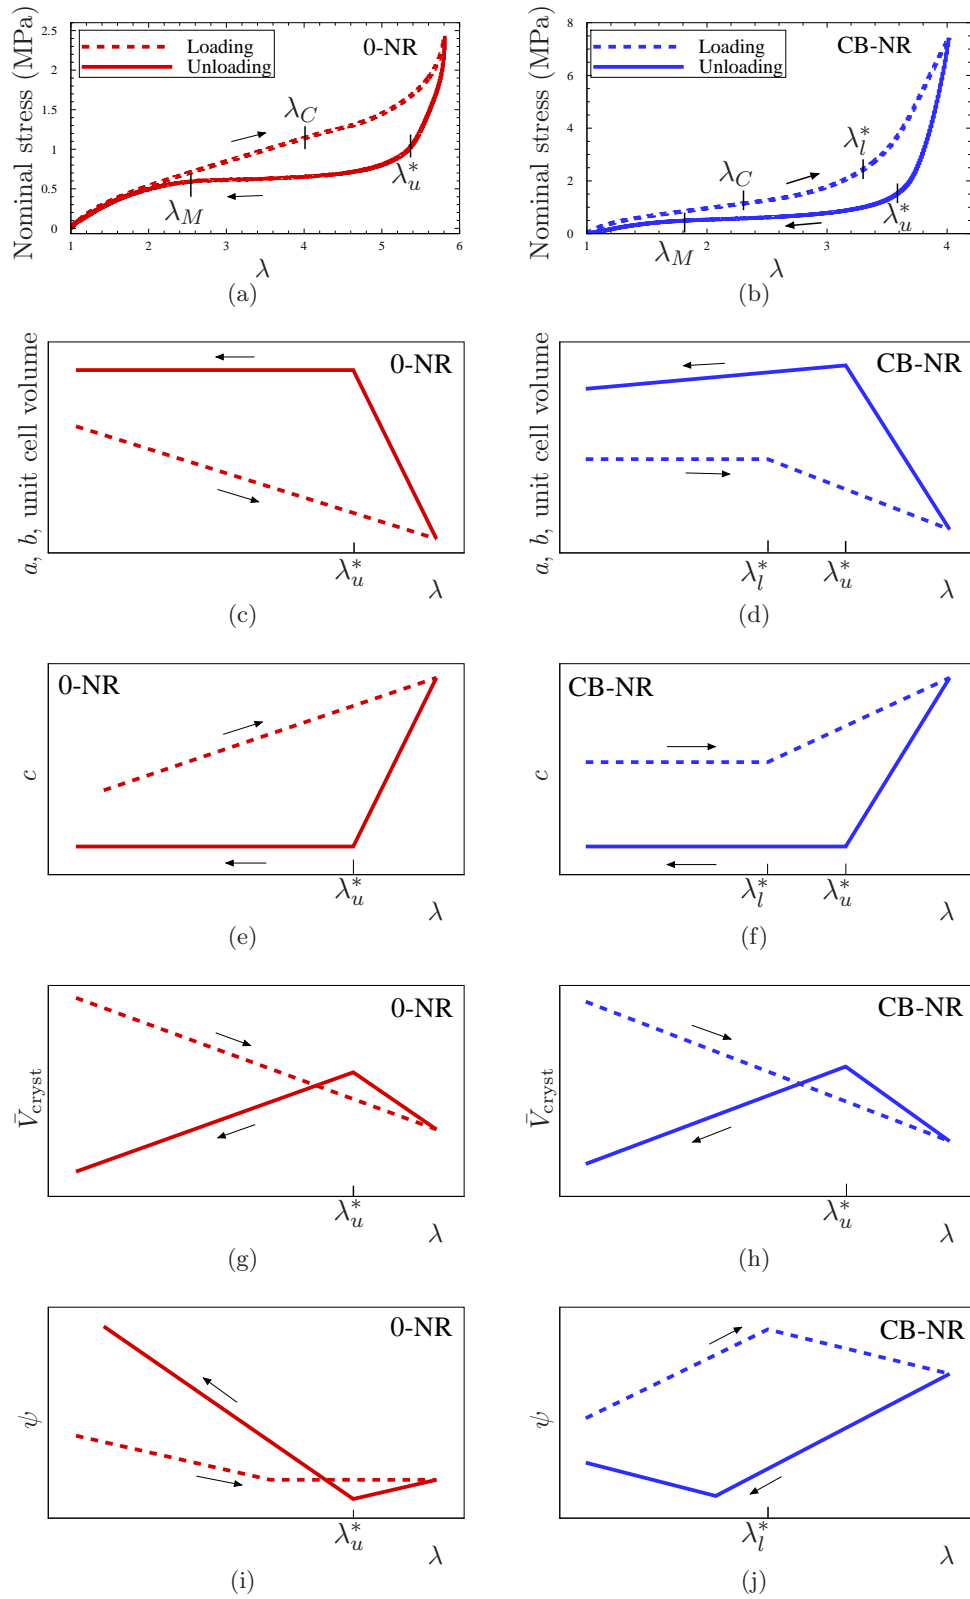 Nominal stress (MPa)
2.5
2
1.5
1
0.5
0
1
2
3
4
5
6
Loading
Unloading
0-NR
λ_C
λ_M
λ_u^*
λ
(a)
Nominal stress (MPa)
8
6
4
2
0
1
2
3
4
Loading
Unloading
CB-NR
λ_l^*
λ_C
λ_u^*
λ_M
λ
(b)
a, b, unit cell volume
0-NR
λ_u^*
λ
(c)
a, b, unit cell volume
CB-NR
λ_l^*
λ_u^*
λ
(d)
c
0-NR
λ_u^*
λ
(e)
c
CB-NR
λ_l^*
λ_u^*
λ
(f)
V̄_cryst
0-NR
λ_u^*
λ
(g)
V̄_cryst
CB-NR
λ_u^*
λ
(h)
ψ
0-NR
λ_u^*
λ
(i)
ψ
CB-NR
λ_l^*
λ
(j)